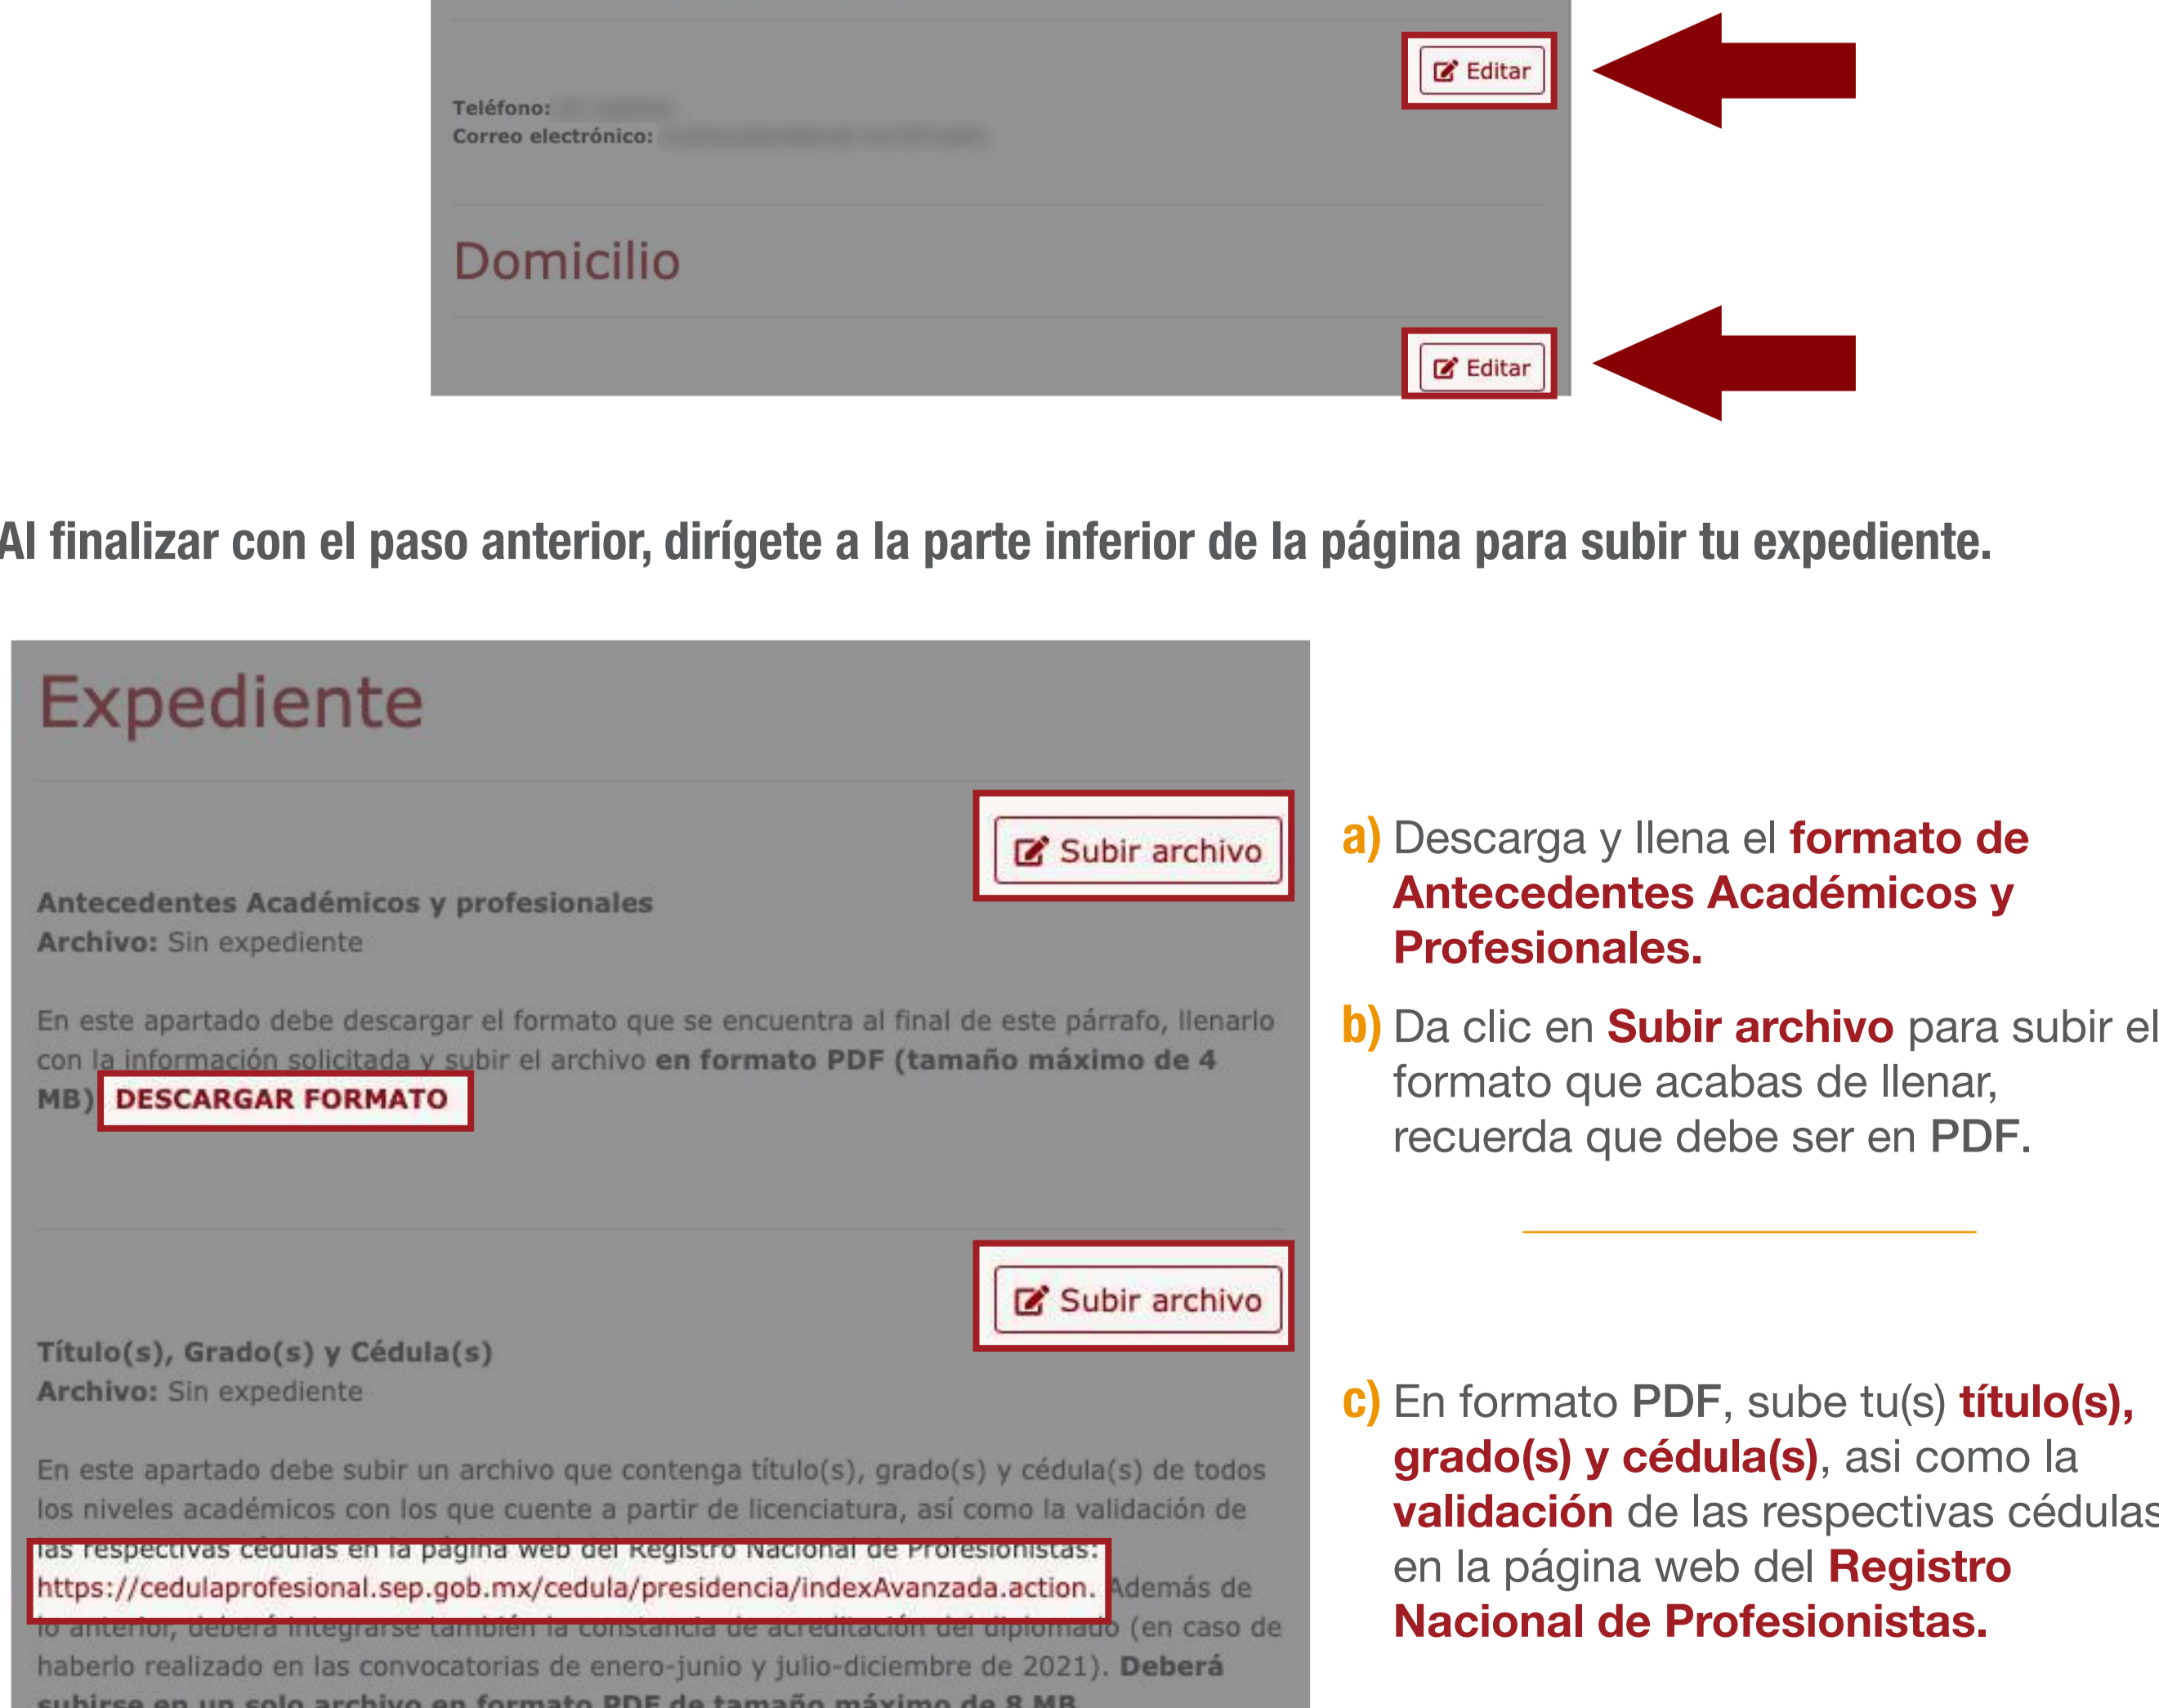 Editar
Teléfono:
Correo electrónico:
Domicilio
Editar
Al finalizar con el paso anterior, dirígete a la parte inferior de la página para subir tu expediente.
Expediente
Subir archivo
Antecedentes Académicos y profesionales
Archivo: Sin expediente
En este apartado debe descargar el formato que se encuentra al final de este párrafo, llenarlo
con la información solicitada y subir el archivo en formato PDF (tamaño máximo de 4
MB) DESCARGAR FORMATO
Subir archivo
Título(s), Grado(s) y Cédula(s)
Archivo: Sin expediente
En este apartado debe subir un archivo que contenga título(s), grado(s) y cédula(s) de todos
los niveles académicos con los que cuente a partir de licenciatura, así como la validación de
las respectivas cédulas en la página web del Registro Nacional de Profesionistas:
https://cedulaprofesional.sep.gob.mx/cedula/presidencia/indexAvanzada.action. Además de
lo anterior, deberá integrarse también la constancia de acreditación del diplomado (en caso de
haberlo realizado en las convocatorias de enero-junio y julio-diciembre de 2021). Deberá
subirse en un solo archivo en formato PDF de tamaño máximo de 8 MB
a) Descarga y llena el formato de
Antecedentes Académicos y
Profesionales.
b) Da clic en Subir archivo para subir el
formato que acabas de llenar,
recuerda que debe ser en PDF.
c) En formato PDF, sube tu(s) título(s),
grado(s) y cédula(s), asi como la
validación de las respectivas cédulas
en la página web del Registro
Nacional de Profesionistas.